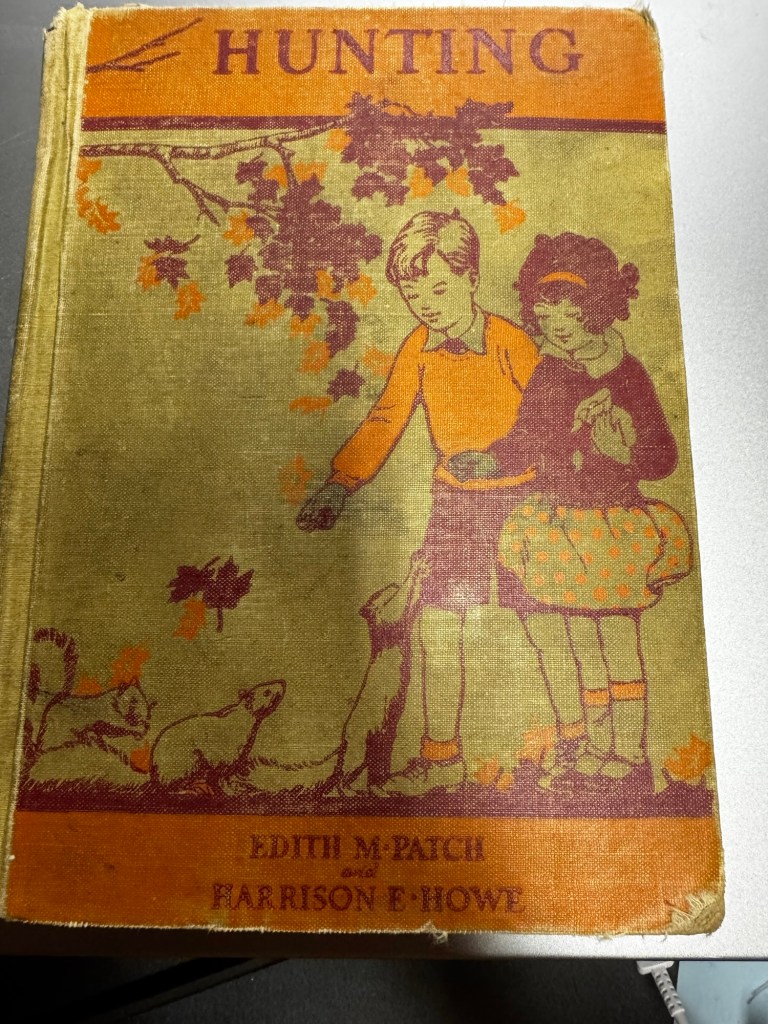 HUNTING
EDITH M·PATCH
and
HARRISON E·HOWE